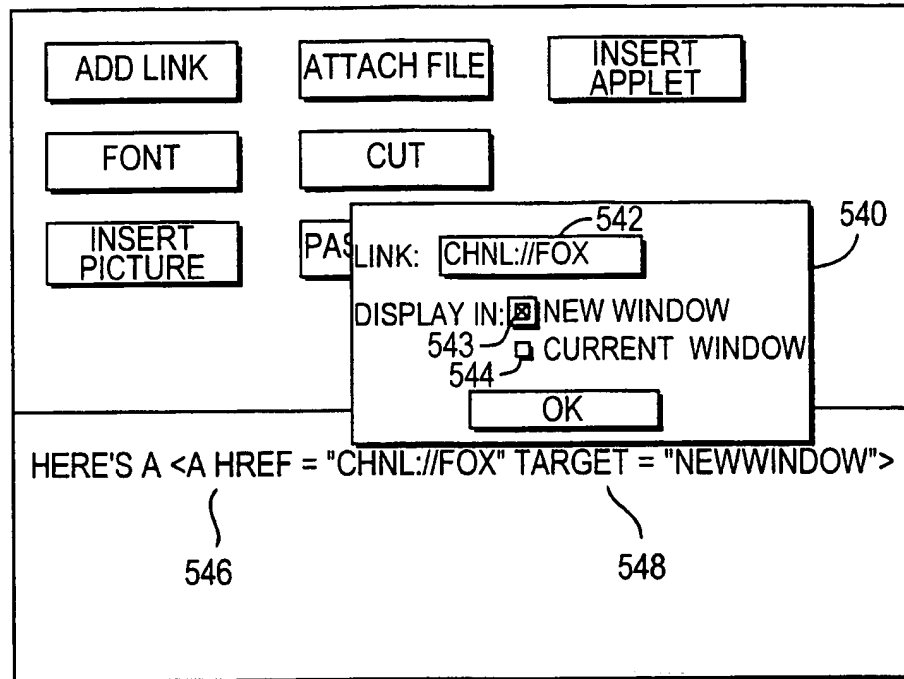 ADD LINK
ATTACH FILE
INSERT
APPLET
FONT
CUT
INSERT
PICTURE
PAS
542
540
LINK: CHNL://FOX
DISPLAY IN: NEW WINDOW
543
CURRENT WINDOW
544
OK
HERE'S A <A HREF = "CHNL://FOX" TARGET = "NEWWINDOW">
546
548